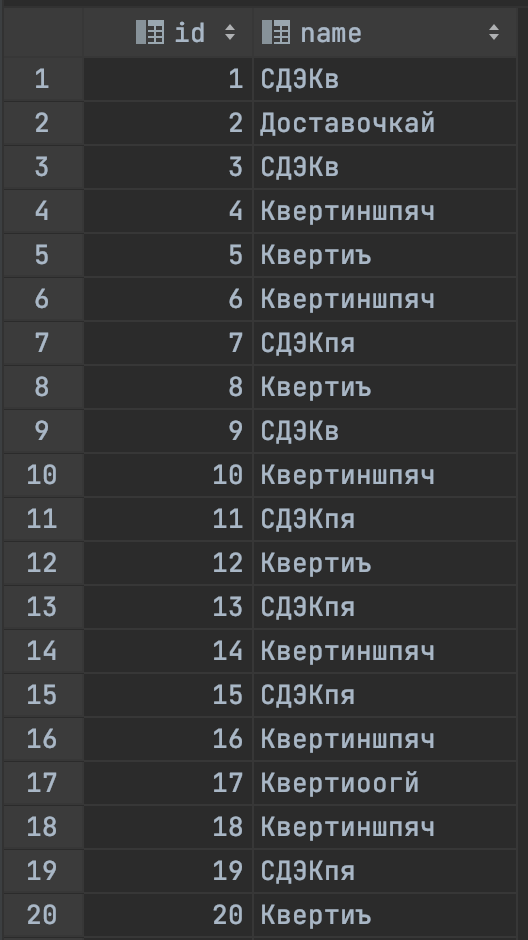 id name
1 1 СДЭКв
2 2 Доставочкай
3 3 СДЭКв
4 4 Квертиншпяч
5 5 Квертиъ
6 6 Квертиншпяч
7 7 СДЭКпя
8 8 Квертиъ
9 9 СДЭКв
10 10 Квертиншпяч
11 11 СДЭКпя
12 12 Квертиъ
13 13 СДЭКпя
14 14 Квертиншпяч
15 15 СДЭКпя
16 16 Квертиншпяч
17 17 Квертиоогй
18 18 Квертиншпяч
19 19 СДЭКпя
20 20 Квертиъ